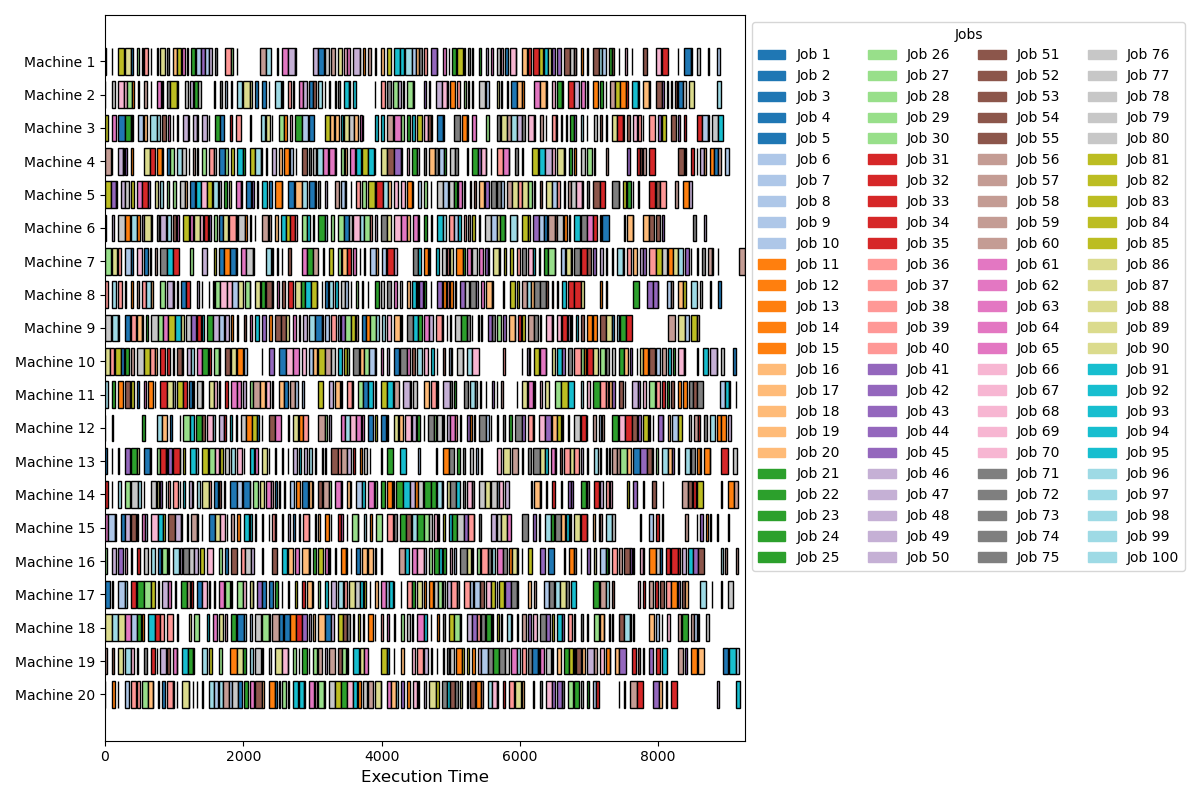 Machine 1
Machine 2
Machine 3
Machine 4
Machine 5
Machine 6
Machine 7
Machine 8
Machine 9
Machine 10
Machine 11
Machine 12
Machine 13
Machine 14
Machine 15
Machine 16
Machine 17
Machine 18
Machine 19
Machine 20
0 2000 4000 6000 8000
Execution Time
Jobs
Job 1 Job 26 Job 51 Job 76
Job 2 Job 27 Job 52 Job 77
Job 3 Job 28 Job 53 Job 78
Job 4 Job 29 Job 54 Job 79
Job 5 Job 30 Job 55 Job 80
Job 6 Job 31 Job 56 Job 81
Job 7 Job 32 Job 57 Job 82
Job 8 Job 33 Job 58 Job 83
Job 9 Job 34 Job 59 Job 84
Job 10 Job 35 Job 60 Job 85
Job 11 Job 36 Job 61 Job 86
Job 12 Job 37 Job 62 Job 87
Job 13 Job 38 Job 63 Job 88
Job 14 Job 39 Job 64 Job 89
Job 15 Job 40 Job 65 Job 90
Job 16 Job 41 Job 66 Job 91
Job 17 Job 42 Job 67 Job 92
Job 18 Job 43 Job 68 Job 93
Job 19 Job 44 Job 69 Job 94
Job 20 Job 45 Job 70 Job 95
Job 21 Job 46 Job 71 Job 96
Job 22 Job 47 Job 72 Job 97
Job 23 Job 48 Job 73 Job 98
Job 24 Job 49 Job 74 Job 99
Job 25 Job 50 Job 75 Job 100